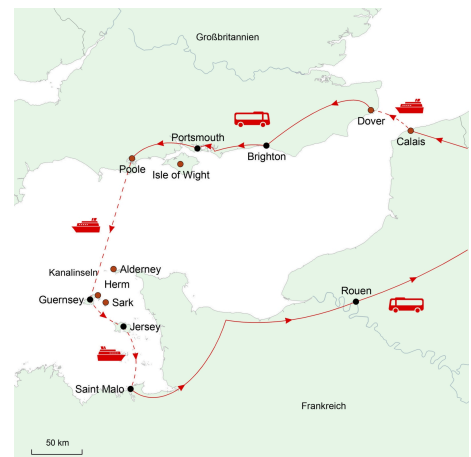 Großbritannien
Portsmouth
Dover
Calais
Brighton
Poole
Isle of Wight
Kanalinseln
Alderney
Herm
Guernsey
Sark
Rouen
Jersey
Saint Malo
Frankreich
50 km